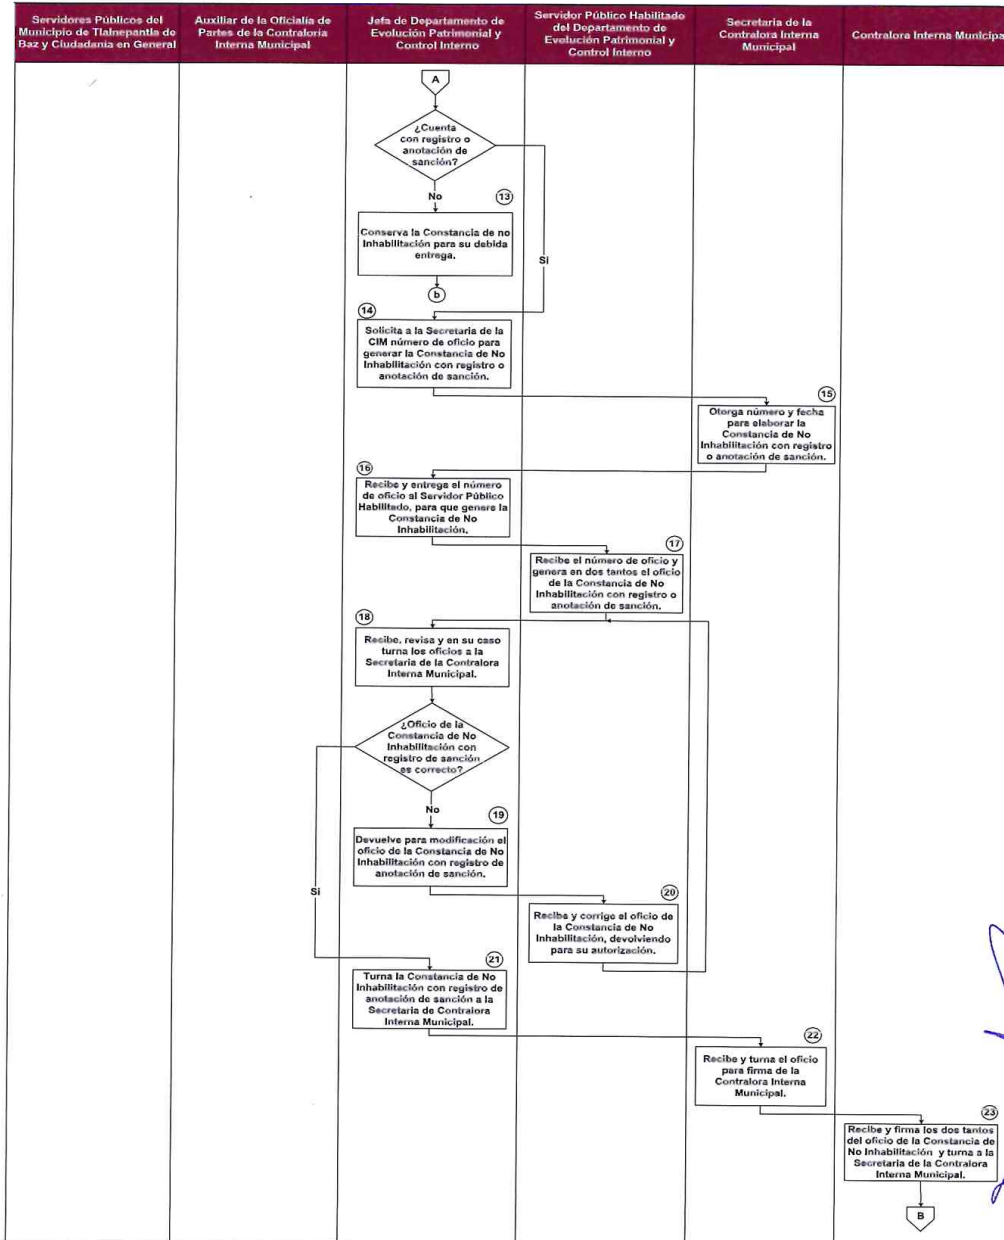 Servidores Públicos del
Municipio de Tlalnepantla de
Baz y Ciudadanía en General
Auxiliar de la Oficialía de
Partes de la Contraloría
Interna Municipal
Jefa de Departamento de
Evolución Patrimonial y
Control Interno
Servidor Público Habilitado
del Departamento de
Evolución Patrimonial y
Control Interno
Secretaria de la
Contralora Interna
Municipal
Contralora Interna Municipal
A
¿Cuenta
con registro o
anotación de
sanción?
No
13
Conserva la Constancia de no
Inhabilitación para su debida
entrega.
Si
b
14
Solicita a la Secretaria de la
CIM número de oficio para
generar la Constancia de No
Inhabilitación con registro o
anotación de sanción.
15
Otorga número y fecha
para elaborar la
Constancia de No
Inhabilitación con registro
o anotación de sanción.
16
Recibe y entrega el número
de oficio al Servidor Público
Habilitado, para que genere la
Constancia de No
Inhabilitación.
17
Recibe el número de oficio y
genera en dos tantos el oficio
de la Constancia de No
Inhabilitación con registro o
anotación de sanción.
18
Recibe, revisa y en su caso
turna los oficios a la
Secretaria de la Contralora
Interna Municipal.
¿Oficio de la
Constancia de No
Inhabilitación con
registro de sanción
es correcto?
No
19
Devuelve para modificación el
oficio de la Constancia de No
Inhabilitación con registro de
anotación de sanción.
Si
20
Recibe y corrige el oficio de
la Constancia de No
Inhabilitación, devolviendo
para su autorización.
21
Turna la Constancia de No
Inhabilitación con registro de
anotación de sanción a la
Secretaria de Contralora
Interna Municipal.
22
Recibe y turna el oficio
para firma de la
Contralora Interna
Municipal.
23
Recibe y firma los dos tantos
del oficio de la Constancia de
No Inhabilitación y turna a la
Secretaria de la Contralora
Interna Municipal.
B